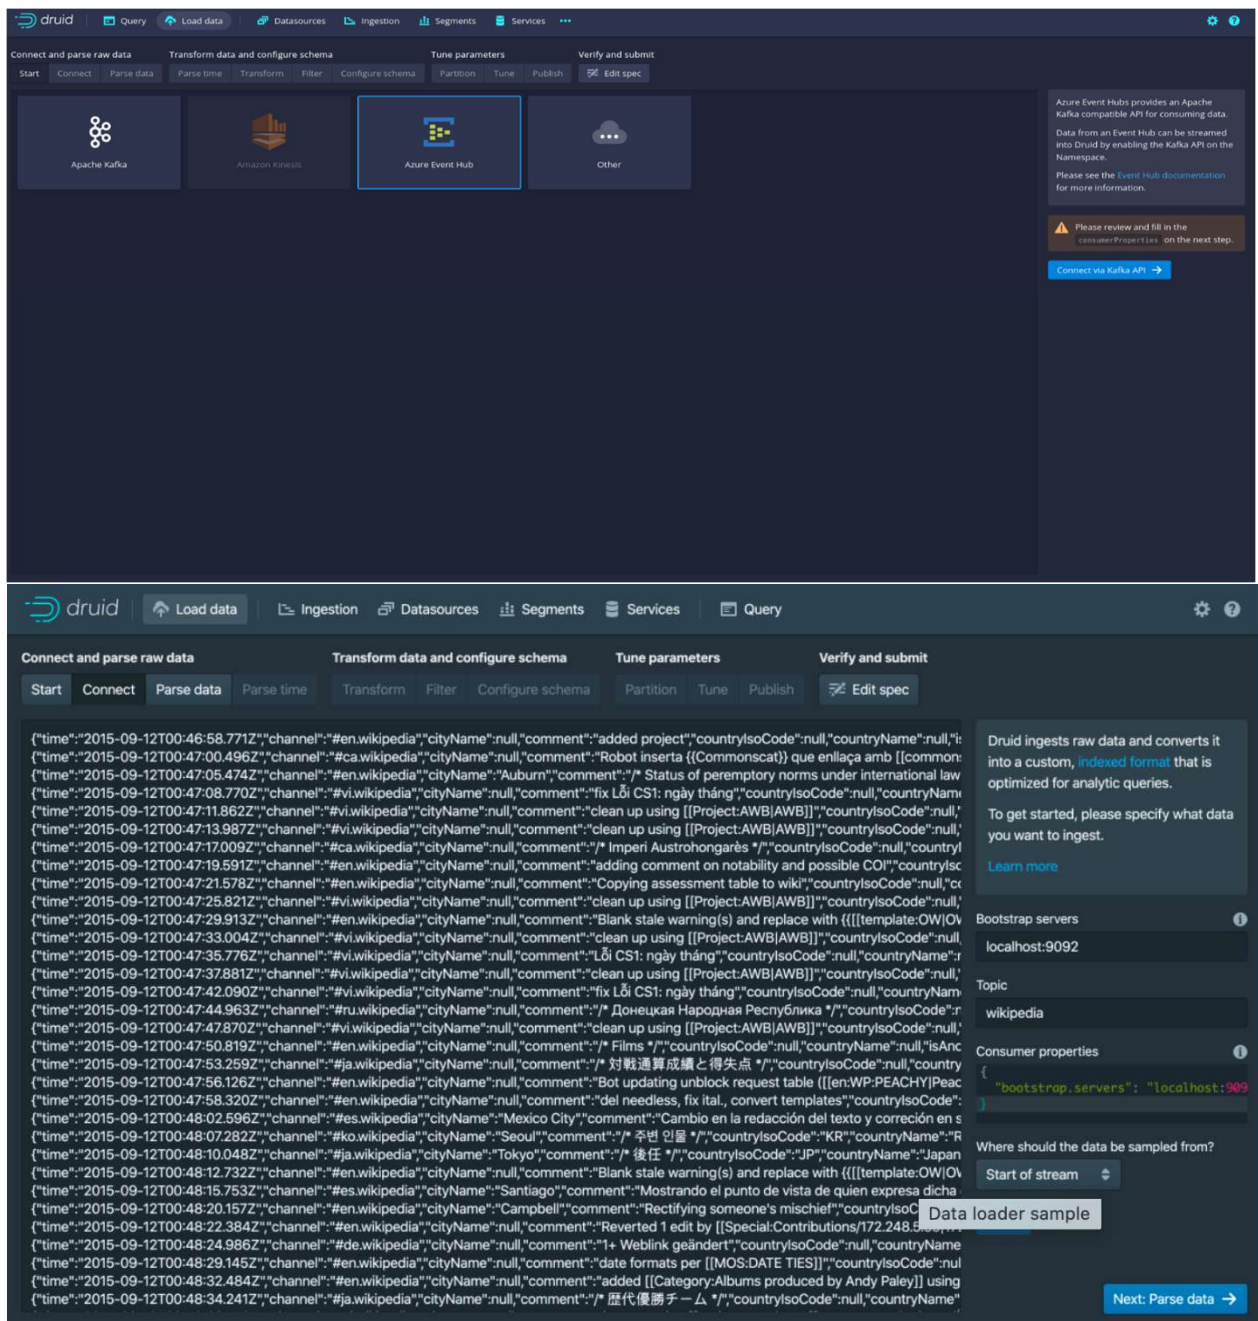 druid Query Load data Datasources Ingestion Segments Services
Connect and parse raw data Transform data and configure schema Tune parameters Verify and submit
Start Connect Parse data Parse time Transform Filter Configure schema Partition Tune Publish Edit spec
Apache Kafka
Amazon Kinesis
Azure Event Hub
Other
Azure Event Hubs provides an Apache
Kafka compatible API for consuming data.
Data from an Event Hub can be streamed
into Druid by enabling the Kafka API on the
Namespace.
Please see the Event Hub documentation
for more information.
Please review and fill in the
consumerProperties on the next step.
Connect via Kafka API →
druid Load data Ingestion Datasources Segments Services Query
Connect and parse raw data Transform data and configure schema Tune parameters Verify and submit
Start Connect Parse data Parse time Transform Filter Configure schema Partition Tune Publish Edit spec
{"time":"2015-09-12T00:46:58.771Z","channel":"#en.wikipedia","cityName":null,"comment":"added project","countryIsoCode":null,"countryName":null,"is
{"time":"2015-09-12T00:47:00.496Z","channel":"#ca.wikipedia","cityName":null,"comment":"Robot inserta {{Commonscat}} que enllaça amb [[common
{"time":"2015-09-12T00:47:05.474Z","channel":"#en.wikipedia","cityName":"Auburn","comment":"/* Status of peremptory norms under international law
{"time":"2015-09-12T00:47:08.770Z","channel":"#vi.wikipedia","cityName":null,"comment":"fix Lỗi CS1: ngày tháng","countryIsoCode":null,"countryName
{"time":"2015-09-12T00:47:11.862Z","channel":"#vi.wikipedia","cityName":null,"comment":"clean up using [[Project:AWB|AWB]]","countryIsoCode":null,"
{"time":"2015-09-12T00:47:13.987Z","channel":"#vi.wikipedia","cityName":null,"comment":"clean up using [[Project:AWB|AWB]]","countryIsoCode":null,"
{"time":"2015-09-12T00:47:17.009Z","channel":"#ca.wikipedia","cityName":null,"comment":"/* Imperi Austrohongarès */","countryIsoCode":null,"countryI
{"time":"2015-09-12T00:47:19.591Z","channel":"#en.wikipedia","cityName":null,"comment":"adding comment on notability and possible COI","countryIsc
{"time":"2015-09-12T00:47:21.578Z","channel":"#en.wikipedia","cityName":null,"comment":"Copying assessment table to wiki","countryIsoCode":null,"cc
{"time":"2015-09-12T00:47:25.821Z","channel":"#vi.wikipedia","cityName":null,"comment":"clean up using [[Project:AWB|AWB]]","countryIsoCode":null,"
{"time":"2015-09-12T00:47:29.913Z","channel":"#en.wikipedia","cityName":null,"comment":"Blank stale warning(s) and replace with {{[[template:OW|OW
{"time":"2015-09-12T00:47:33.004Z","channel":"#vi.wikipedia","cityName":null,"comment":"clean up using [[Project:AWB|AWB]]","countryIsoCode":null,
{"time":"2015-09-12T00:47:35.776Z","channel":"#vi.wikipedia","cityName":null,"comment":"Lỗi CS1: ngày tháng","countryIsoCode":null,"countryName":r
{"time":"2015-09-12T00:47:37.881Z","channel":"#vi.wikipedia","cityName":null,"comment":"clean up using [[Project:AWB|AWB]]","countryIsoCode":null,"
{"time":"2015-09-12T00:47:42.090Z","channel":"#vi.wikipedia","cityName":null,"comment":"fix Lỗi CS1: ngày tháng","countryIsoCode":null,"countryNam
{"time":"2015-09-12T00:47:44.963Z","channel":"#ru.wikipedia","cityName":null,"comment":"/* Донецкая Народная Республика */","countryIsoCode":r
{"time":"2015-09-12T00:47:47.870Z","channel":"#vi.wikipedia","cityName":null,"comment":"clean up using [[Project:AWB|AWB]]","countryIsoCode":null,"
{"time":"2015-09-12T00:47:50.819Z","channel":"#en.wikipedia","cityName":null,"comment":"/* Films */","countryIsoCode":null,"countryName":null,"isAno
{"time":"2015-09-12T00:47:53.259Z","channel":"#ja.wikipedia","cityName":null,"comment":"/* 対戦通算成績と得失点 */","countryIsoCode":null,"country
{"time":"2015-09-12T00:47:56.126Z","channel":"#en.wikipedia","cityName":null,"comment":"Bot updating unblock request table ([[en:WP:PEACHY|Peac
{"time":"2015-09-12T00:47:58.320Z","channel":"#en.wikipedia","cityName":null,"comment":"del needless, fix ital., convert templates","countryIsoCode":
{"time":"2015-09-12T00:48:02.596Z","channel":"#es.wikipedia","cityName":"Mexico City","comment":"Cambio en la redacción del texto y correción en s
{"time":"2015-09-12T00:48:07.282Z","channel":"#ko.wikipedia","cityName":"Seoul","comment":"/* 주변 인물 */","countryIsoCode":"KR","countryName":"R
{"time":"2015-09-12T00:48:10.048Z","channel":"#ja.wikipedia","cityName":"Tokyo","comment":"/* 後任 */","countryIsoCode":"JP","countryName":"Japan
{"time":"2015-09-12T00:48:12.732Z","channel":"#en.wikipedia","cityName":null,"comment":"Blank stale warning(s) and replace with {{[[template:OW|OW
{"time":"2015-09-12T00:48:15.753Z","channel":"#es.wikipedia","cityName":"Santiago","comment":"Mostrando el punto de vista de quien expresa dicha
{"time":"2015-09-12T00:48:20.157Z","channel":"#en.wikipedia","cityName":"Campbell","comment":"Rectifying someone's mischief","countryIsoC
{"time":"2015-09-12T00:48:22.384Z","channel":"#en.wikipedia","cityName":null,"comment":"Reverted 1 edit by [[Special:Contributions/172.248.
{"time":"2015-09-12T00:48:24.986Z","channel":"#de.wikipedia","cityName":null,"comment":"1+ Weblink geändert","countryIsoCode":null,"countryName
{"time":"2015-09-12T00:48:29.145Z","channel":"#en.wikipedia","cityName":null,"comment":"date formats per [[MOS:DATE TIES]]","countryIsoCode":nul
{"time":"2015-09-12T00:48:32.484Z","channel":"#en.wikipedia","cityName":null,"comment":"added [[Category:Albums produced by Andy Paley]] using
{"time":"2015-09-12T00:48:34.241Z","channel":"#ja.wikipedia","cityName":null,"comment":"/* 歴代優勝チーム */","countryIsoCode":null,"countryName"
Druid ingests raw data and converts it
into a custom, indexed format that is
optimized for analytic queries.
To get started, please specify what data
you want to ingest.
Learn more
Bootstrap servers
localhost:9092
Topic
wikipedia
Consumer properties
{
"bootstrap.servers": "localhost:909
}
Where should the data be sampled from?
Start of stream
Data loader sample
Next: Parse data →